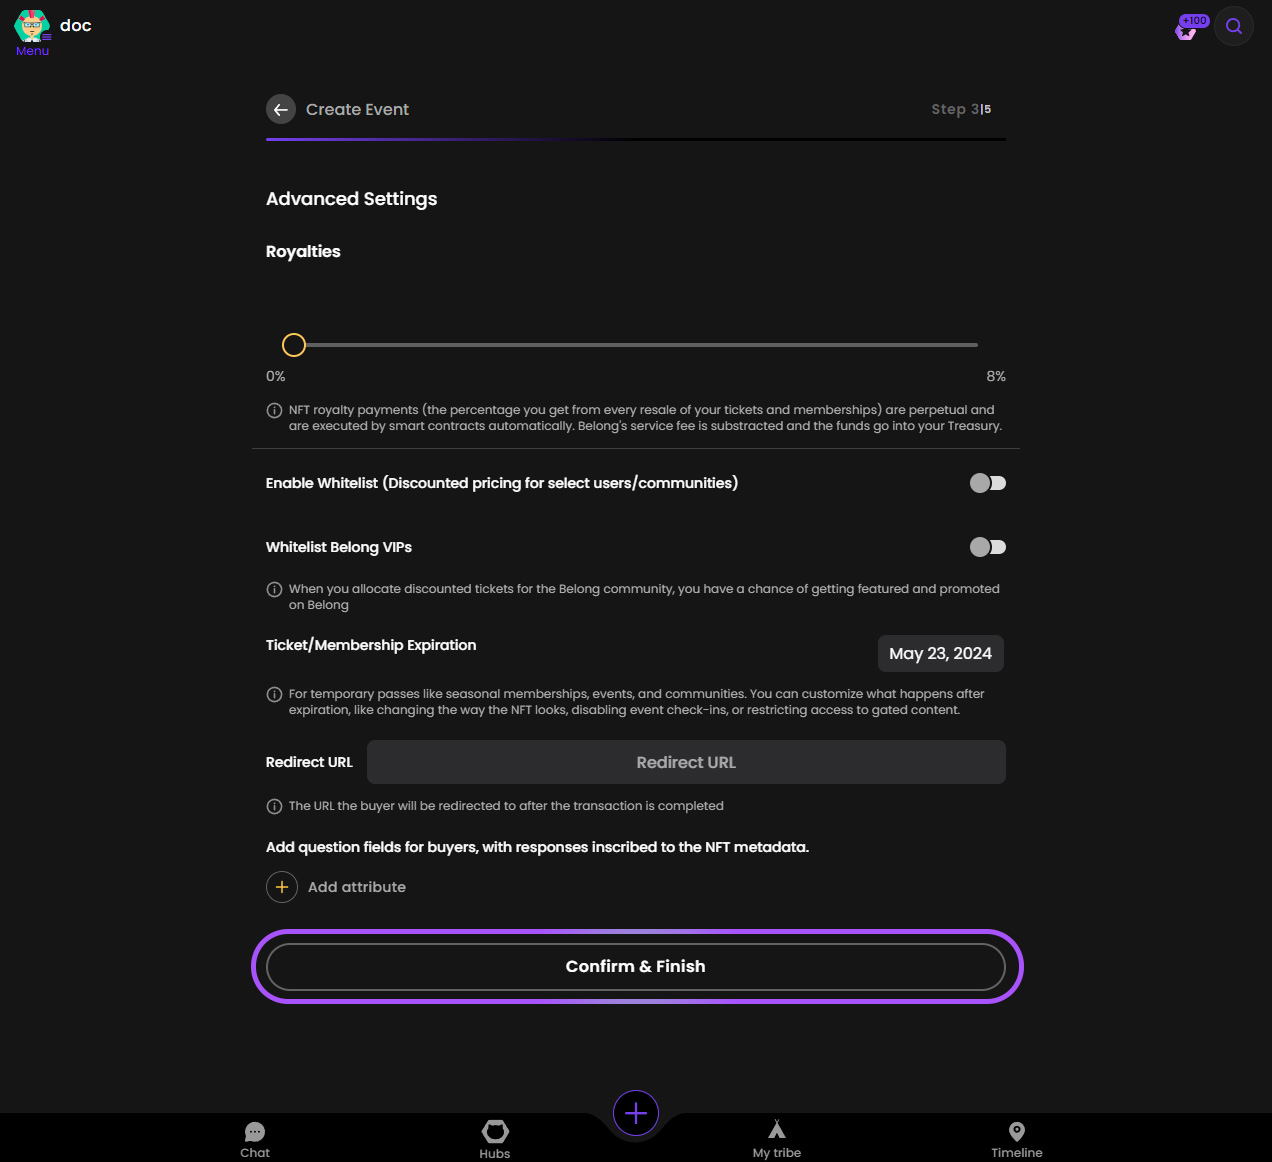 doc
Menu
+100
Create Event
Step 3|5
Advanced Settings
Royalties
0%
8%
NFT royalty payments (the percentage you get from every resale of your tickets and memberships) are perpetual and
are executed by smart contracts automatically. Belong's service fee is substracted and the funds go into your Treasury.
Enable Whitelist (Discounted pricing for select users/communities)
Whitelist Belong VIPs
When you allocate discounted tickets for the Belong community, you have a chance of getting featured and promoted
on Belong
Ticket/Membership Expiration
May 23, 2024
For temporary passes like seasonal memberships, events, and communities. You can customize what happens after
expiration, like changing the way the NFT looks, disabling event check-ins, or restricting access to gated content.
Redirect URL
Redirect URL
The URL the buyer will be redirected to after the transaction is completed
Add question fields for buyers, with responses inscribed to the NFT metadata.
Add attribute
Confirm & Finish
Chat
Hubs
My tribe
Timeline